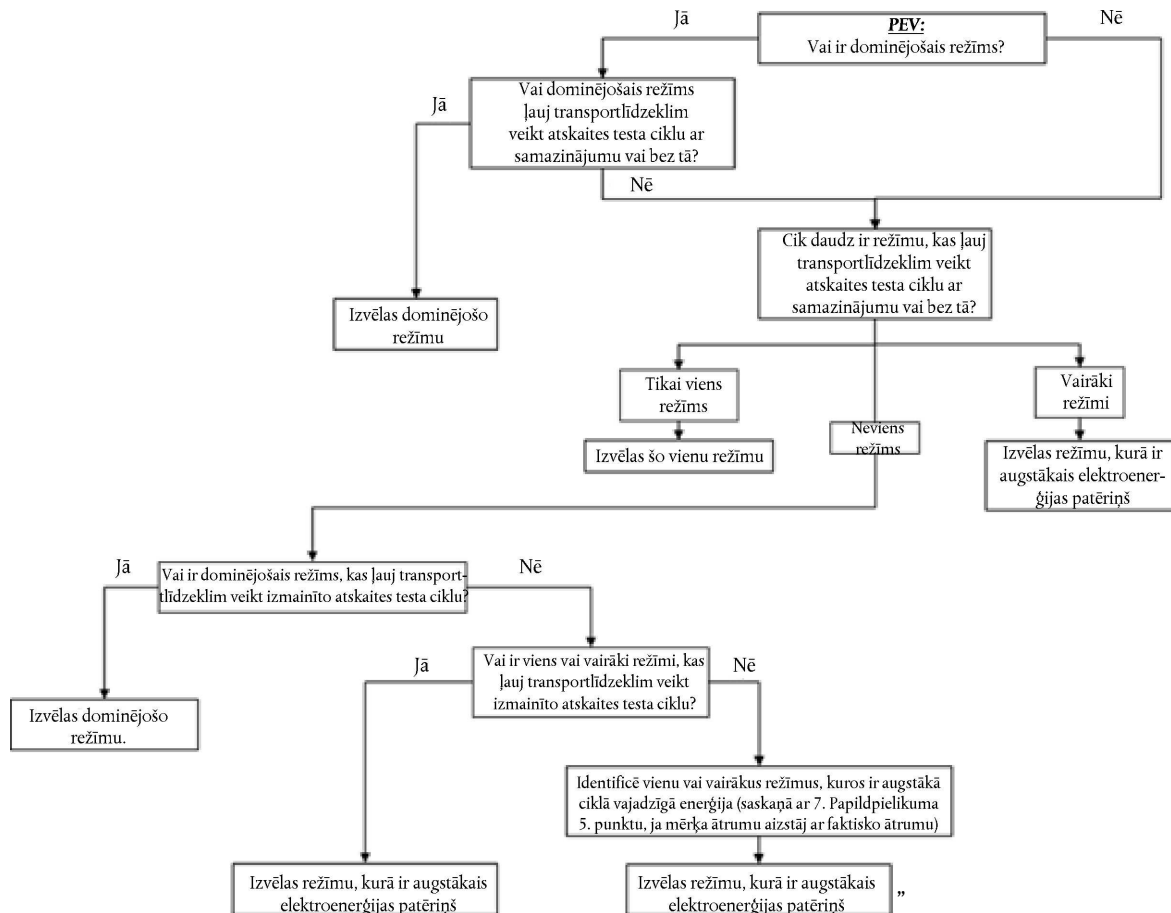 PEV:
Vai ir dominējošais režīms?
Jā
Nē
Vai dominējošais režīms
ļauj transportlīdzeklim
veikt atskaites testa ciklu ar
samazinājumu vai bez tā?
Jā
Nē
Cik daudz ir režīmu, kas ļauj
transportlīdzeklim veikt
atskaites testa ciklu ar
samazinājumu vai bez tā?
Izvēlas dominējošo
režīmu
Tikai viens
režīms
Neviens
režīms
Vairāki
režīmi
Izvēlas šo vienu režīmu
Izvēlas režīmu, kurā ir
augstākais elektroener-
ģijas patēriņš
Vai ir dominējošais režīms, kas ļauj transport-
līdzeklim veikt izmainīto atskaites testa ciklu?
Jā
Nē
Vai ir viens vai vairāki režīmi, kas
ļauj transportlīdzeklim veikt
izmainīto atskaites testa ciklu?
Jā
Nē
Izvēlas dominējošo
režīmu.
Identificē vienu vai vairākus režīmus, kuros ir augstākā
ciklā vajadzīgā enerģija (saskaņā ar 7. Papildpielikuma
5. punktu, ja mērķa ātrumu aizstāj ar faktisko ātrumu)
Izvēlas režīmu, kurā ir augstākais
elektroenerģijas patēriņš
Izvēlas režīmu, kurā ir augstākais
elektroenerģijas patēriņš
”